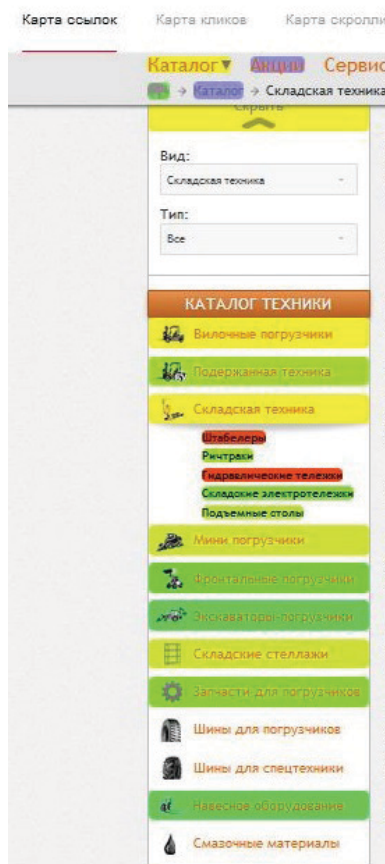 Карта ссылок Карта кликов Карта скролли
Каталог Акции Сервис
→ Каталог → Складская техника
Скрыть
Вид:
Складская техника
Тип:
Все
КАТАЛОГ ТЕХНИКИ
Вилочные погрузчики
Подержанная техника
Складская техника
Штабелеры
Ричтраки
Гидравлические тележки
Складские электротележки
Подъемные столы
Мини погрузчики
Фронтальные погрузчики
Экскаваторы-погрузчики
Складские стеллажи
Запчасти для погрузчиков
Шины для погрузчиков
Шины для спецтехники
Навесное оборудование
Смазочные материалы